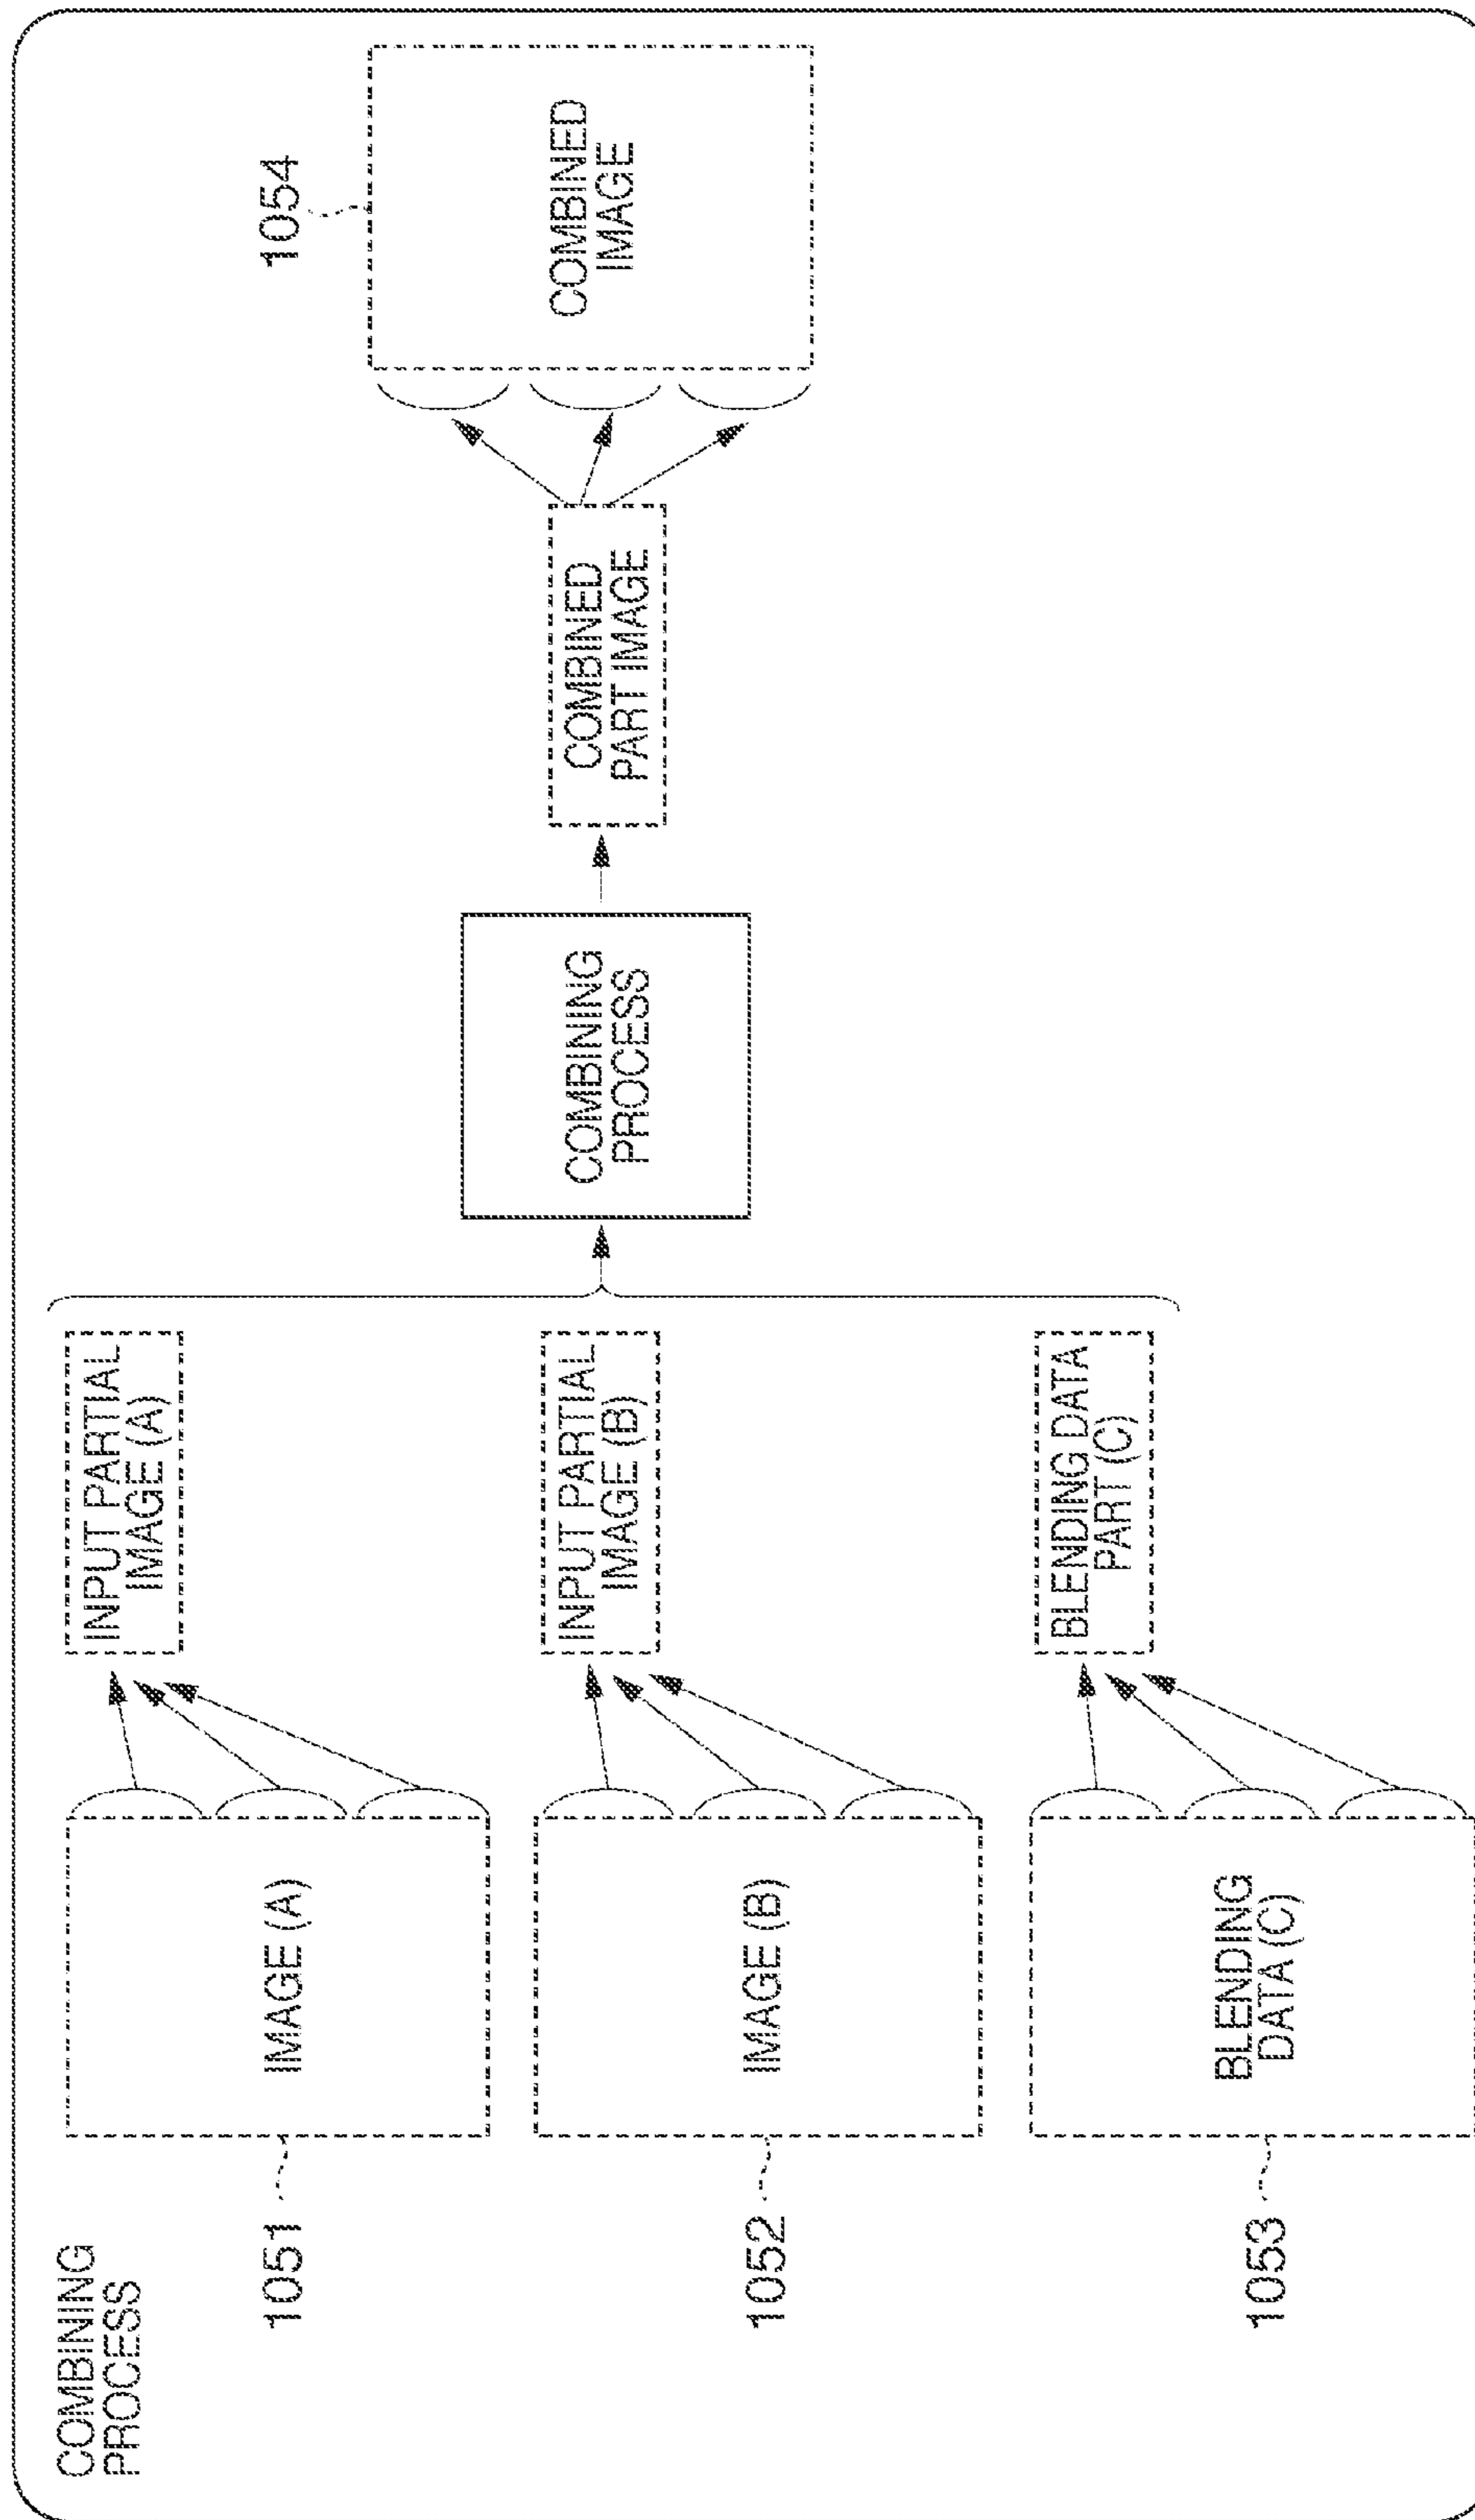 COMBINING
PROCESS
1051
IMAGE (A)
INPUT PARTIAL
IMAGE (A)
1052
IMAGE (B)
INPUT PARTIAL
IMAGE (B)
1053
BLENDING
DATA (C)
BLENDING DATA
PART (C)
COMBINING
PROCESS
COMBINED
PART IMAGE
1054
COMBINED
IMAGE